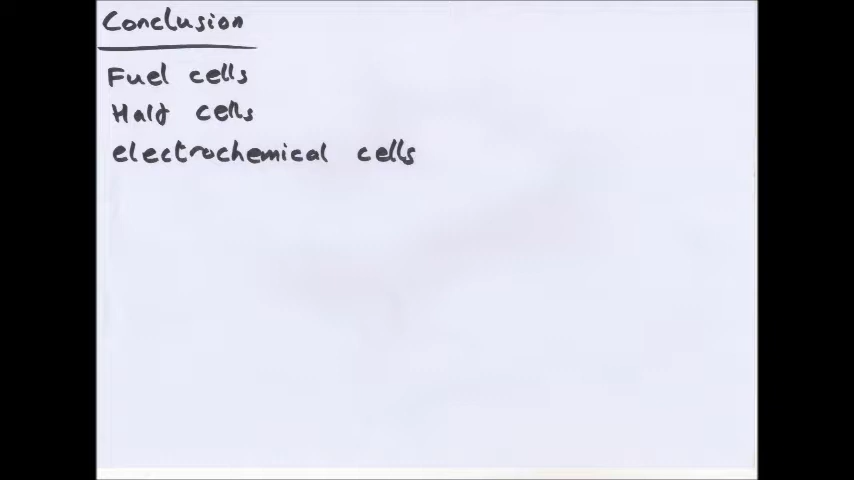 Conclusion
Fuel cells
Half cells
electrochemical cells